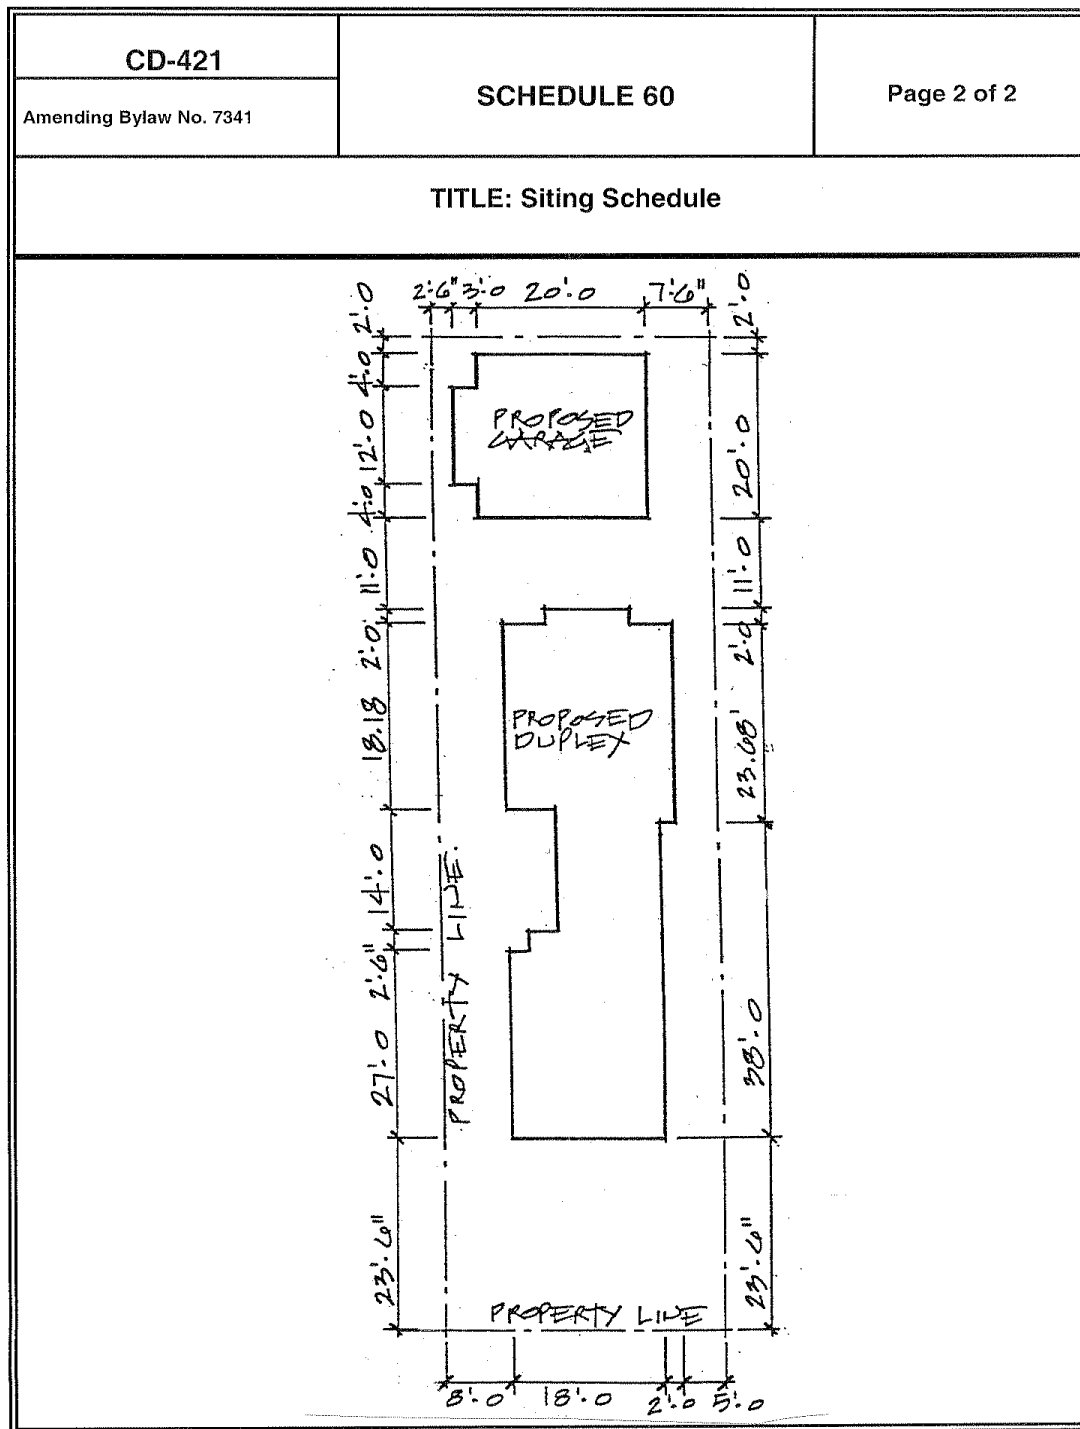 CD-421
Amending Bylaw No. 7341
SCHEDULE 60
Page 2 of 2
TITLE: Siting Schedule
2'-6" 3'-0 20'-0 7'-6"
2'-0
4'-0
12'-0
4'-0
11'-0
2'-0
18.18
14'-0
2'-6"
27'-0
23'-6"
PROPOSED
GARAGE
PROPOSED
DUPLEX
PROPERTY LINE.
2'-0
20'-0
11'-0
2'-0
23.68'
38'-0
23'-6"
PROPERTY LINE
8'-0 18'-0 2'-0 5'-0